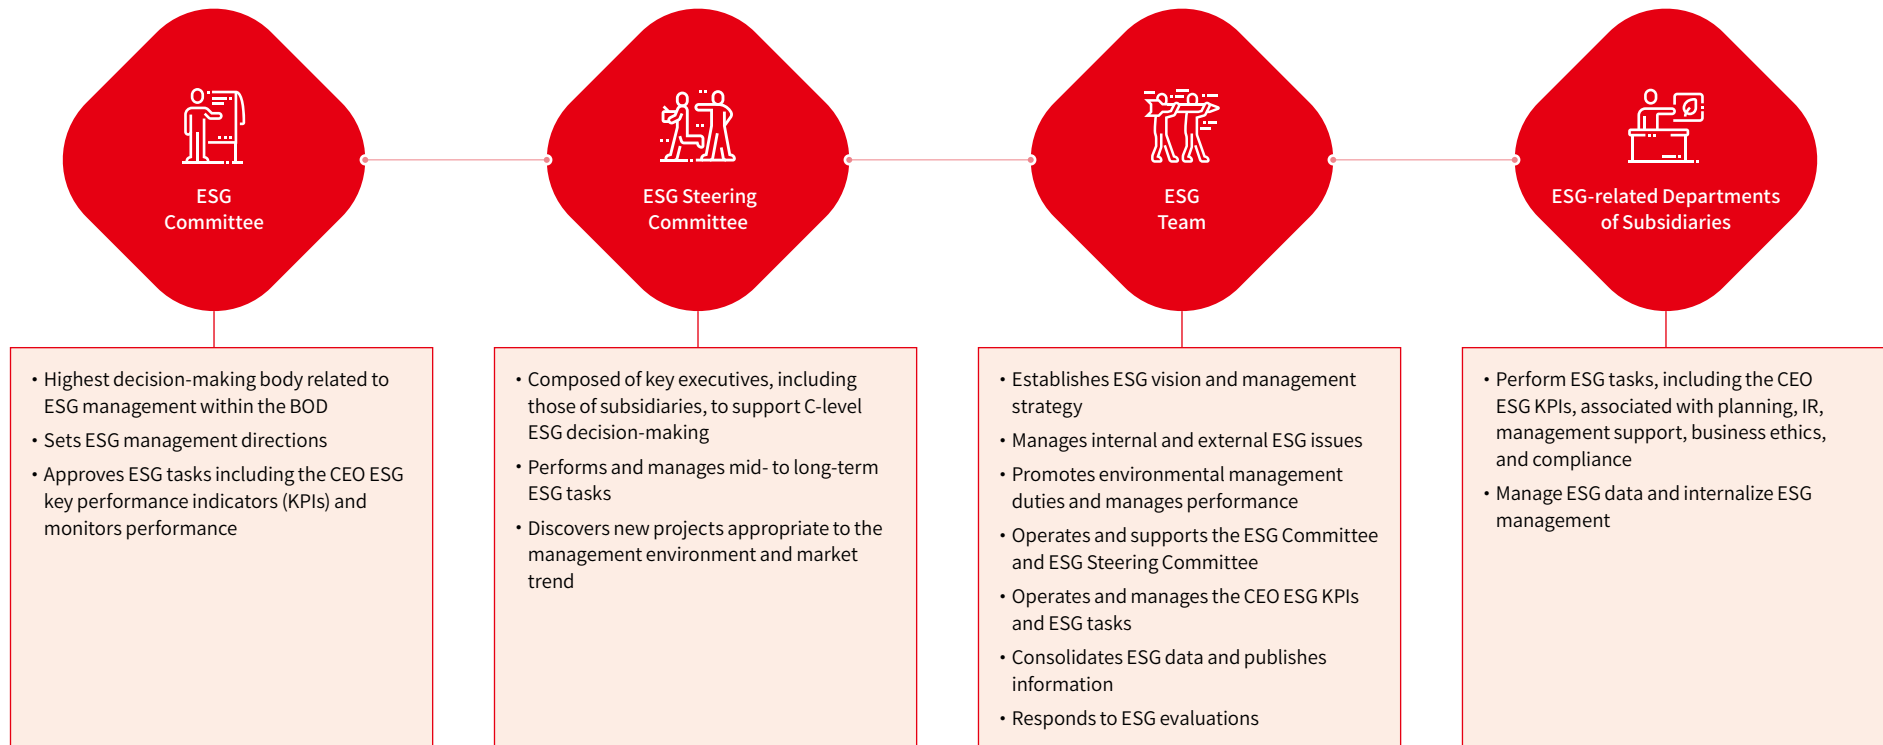 ESG
Committee
ESG Steering
Committee
ESG
Team
ESG-related Departments
of Subsidiaries
• Highest decision-making body related to
ESG management within the BOD
• Sets ESG management directions
• Approves ESG tasks including the CEO ESG
key performance indicators (KPIs) and
monitors performance
• Composed of key executives, including
those of subsidiaries, to support C-level
ESG decision-making
• Performs and manages mid- to long-term
ESG tasks
• Discovers new projects appropriate to the
management environment and market
trend
• Establishes ESG vision and management
strategy
• Manages internal and external ESG issues
• Promotes environmental management
duties and manages performance
• Operates and supports the ESG Committee
and ESG Steering Committee
• Operates and manages the CEO ESG KPIs
and ESG tasks
• Consolidates ESG data and publishes
information
• Responds to ESG evaluations
• Perform ESG tasks, including the CEO
ESG KPIs, associated with planning, IR,
management support, business ethics,
and compliance
• Manage ESG data and internalize ESG
management